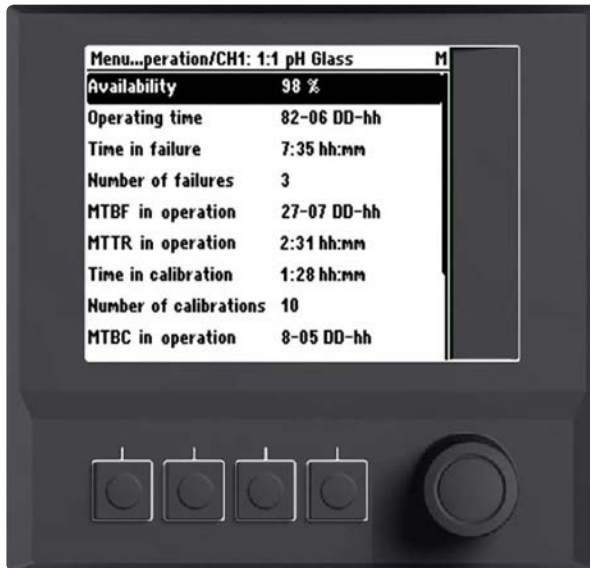 Menu...peration/CH1: 1:1 pH Glass M
Availability 98 %
Operating time 82-06 DD-hh
Time in failure 7:35 hh:mm
Number of failures 3
MTBF in operation 27-07 DD-hh
MTTR in operation 2:31 hh:mm
Time in calibration 1:28 hh:mm
Number of calibrations 10
MTBC in operation 8-05 DD-hh